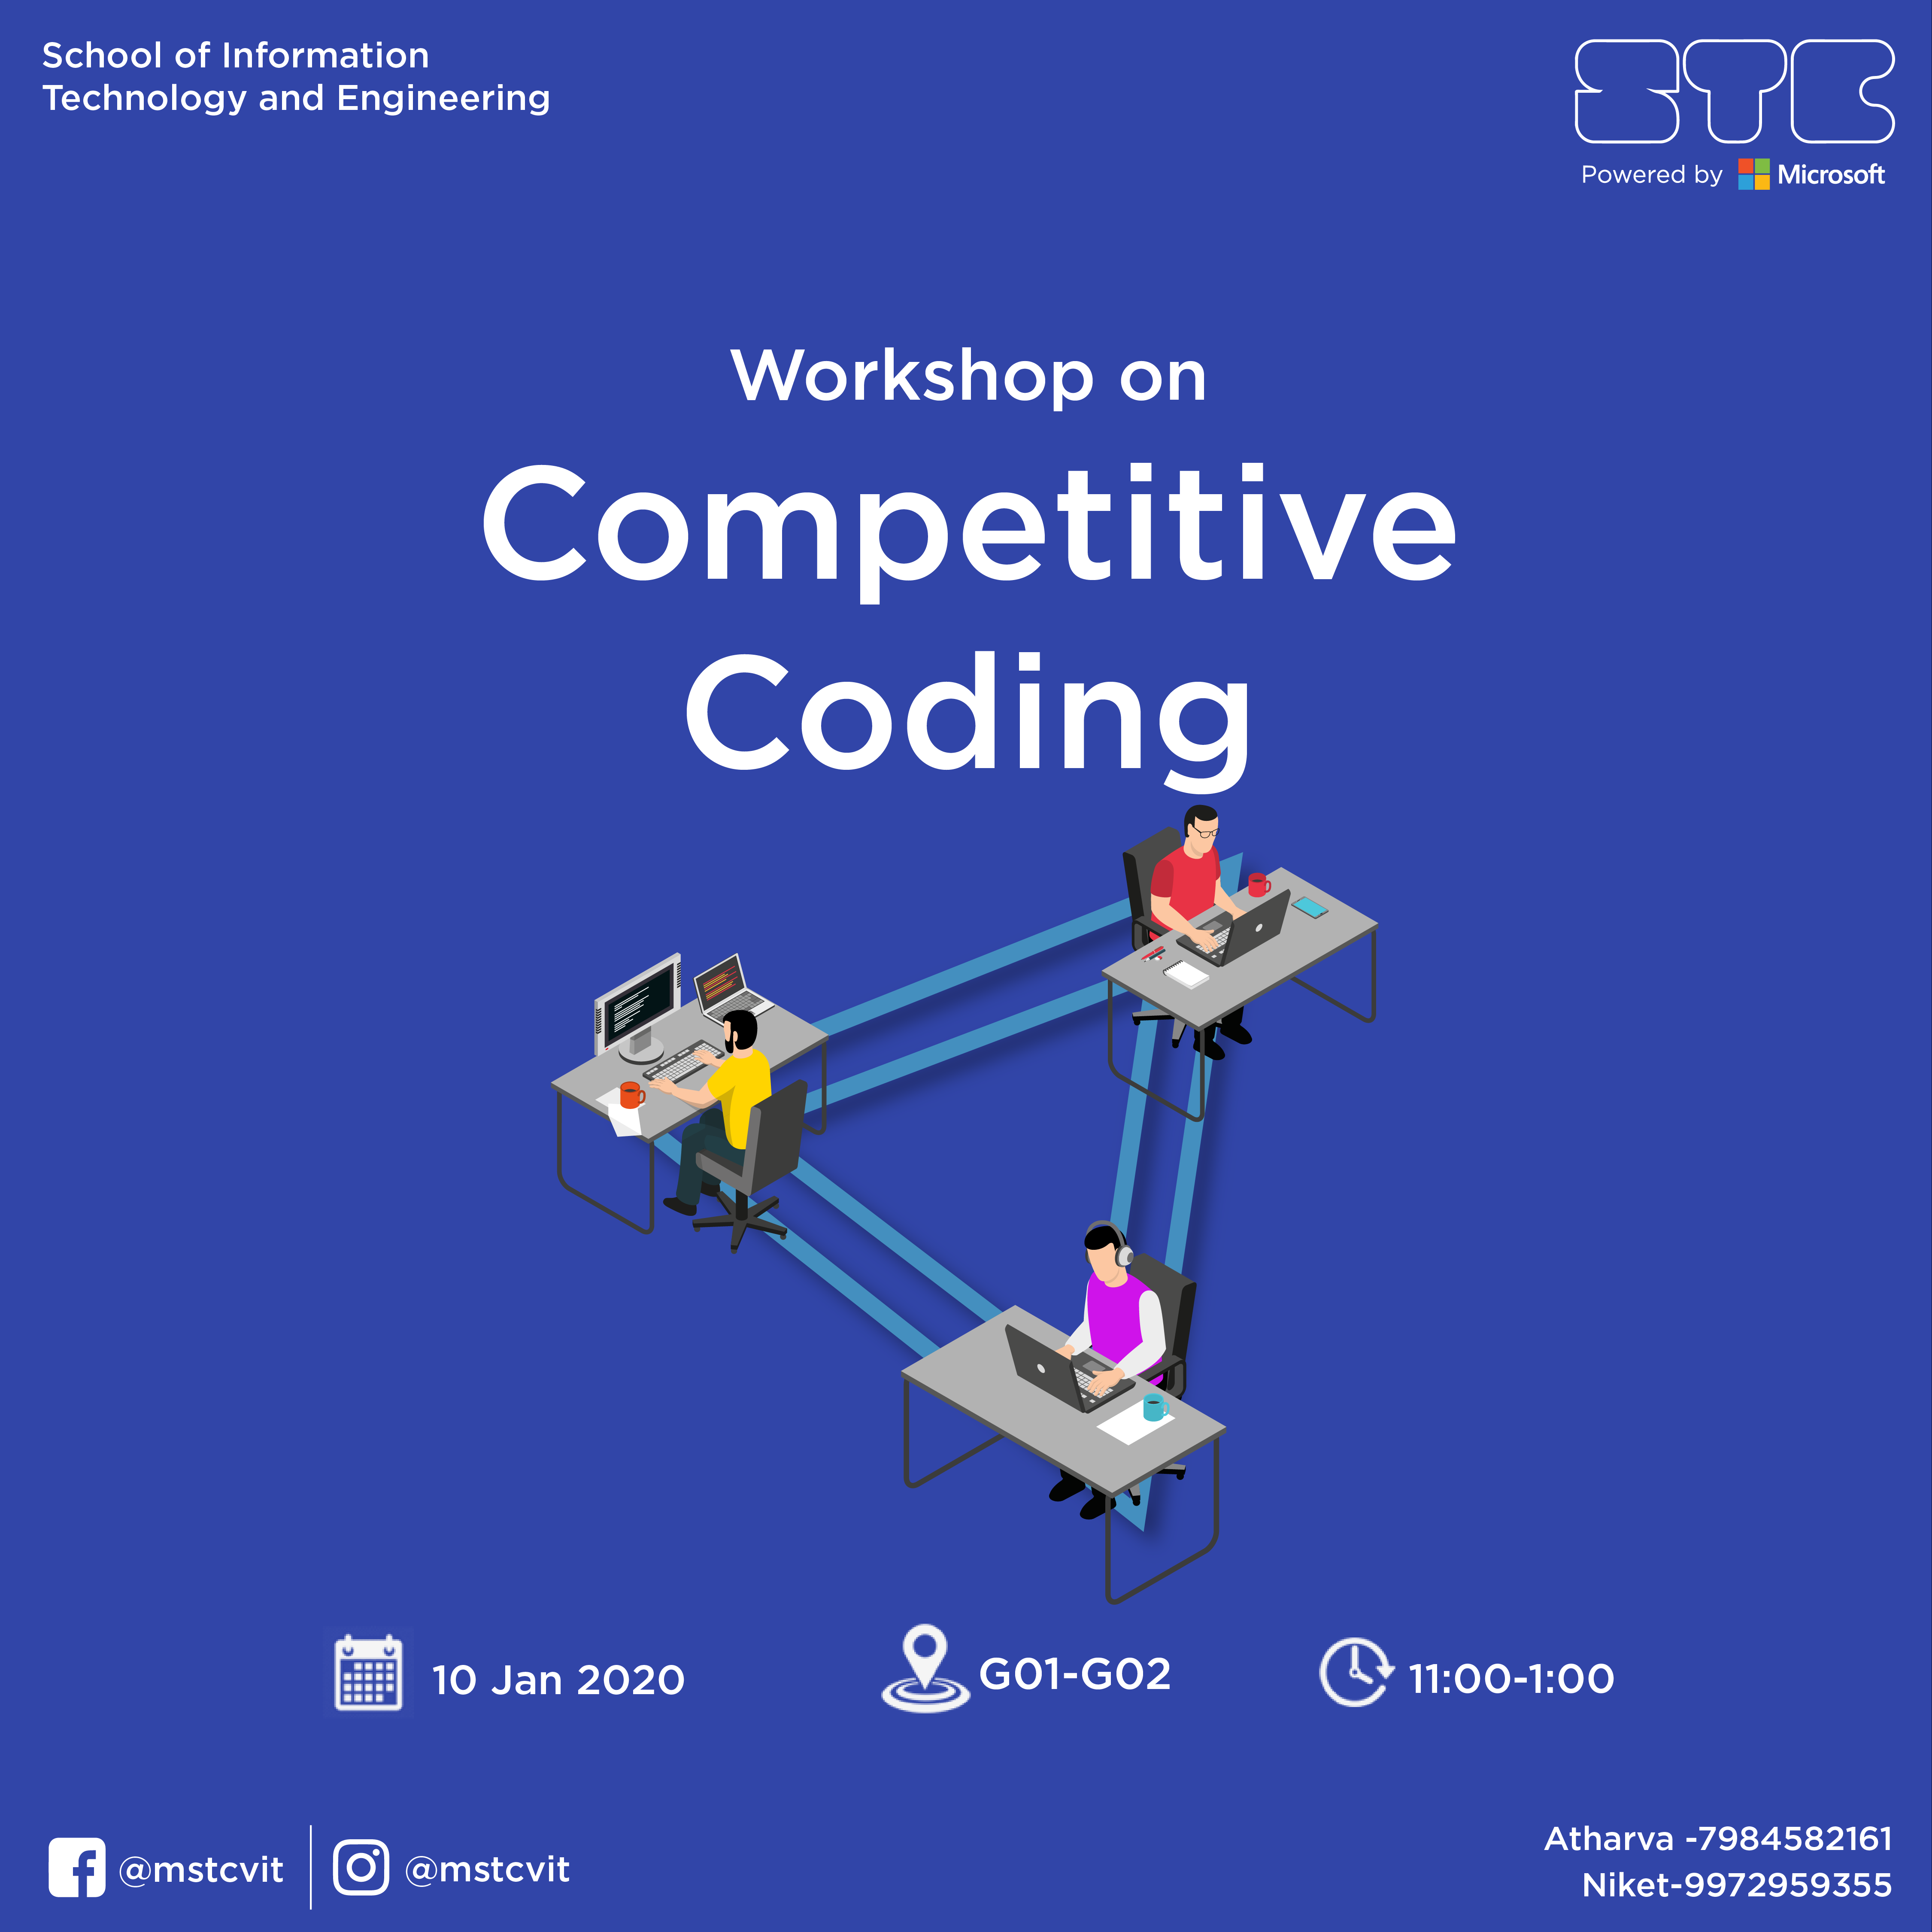 School of Information
Technology and Engineering
STC
Powered by Microsoft
Workshop on
Competitive
Coding
10 Jan 2020
G01-G02
11:00-1:00
@mstcvit
@mstcvit
Atharva -7984582161
Niket-9972959355